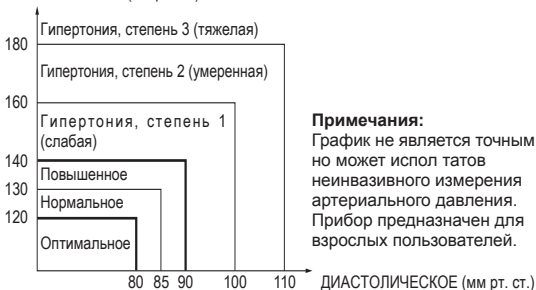 Гипертония, степень 3 (тяжелая)
180
Гипертония, степень 2 (умеренная)
160
Гипертония, степень 1
(слабая)
140
Повышенное
130
Нормальное
120
Оптимальное
80 85 90 100 110 ДИАСТОЛИЧЕСКОЕ (мм рт. ст.)
Примечания:
График не является точным
но может испол татов
неинвазивного измерения
артериального давления.
Прибор предназначен для
взрослых пользователей.